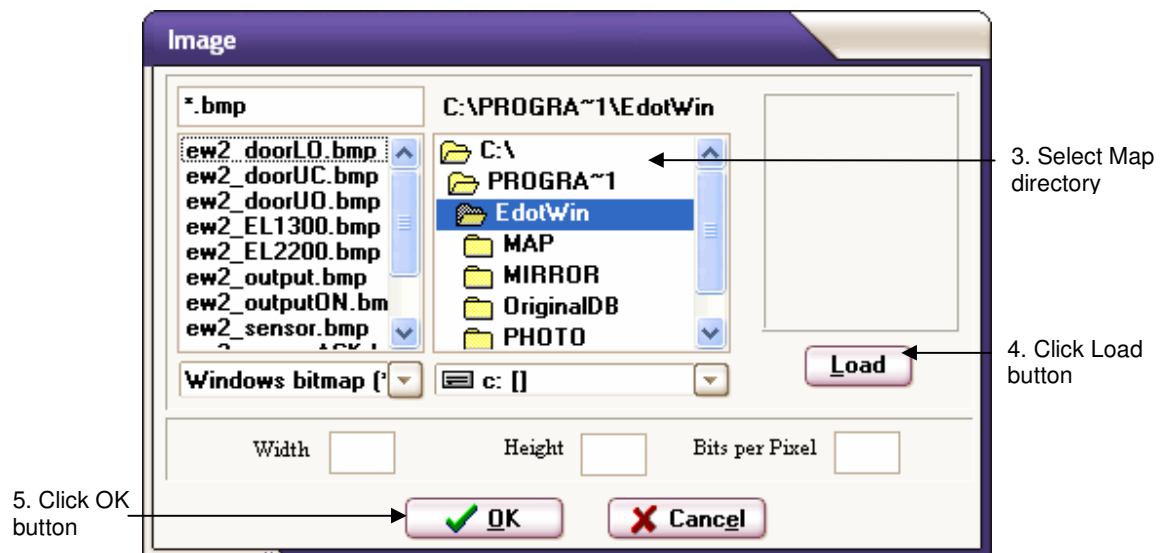 Image
*.bmp
C:\PROGRA~1\EdotWin
ew2_doorLO.bmp
ew2_doorUC.bmp
ew2_doorUO.bmp
ew2_EL1300.bmp
ew2_EL2200.bmp
ew2_output.bmp
ew2_outputON.bm
ew2_sensor.bmp
C:\
PROGRA~1
EdotWin
MAP
MIRROR
OriginalDB
PHOTO
3. Select Map
directory
Windows bitmap (*
c: []
Load
4. Click Load
button
Width
Height
Bits per Pixel
5. Click OK
button
OK
Cancel